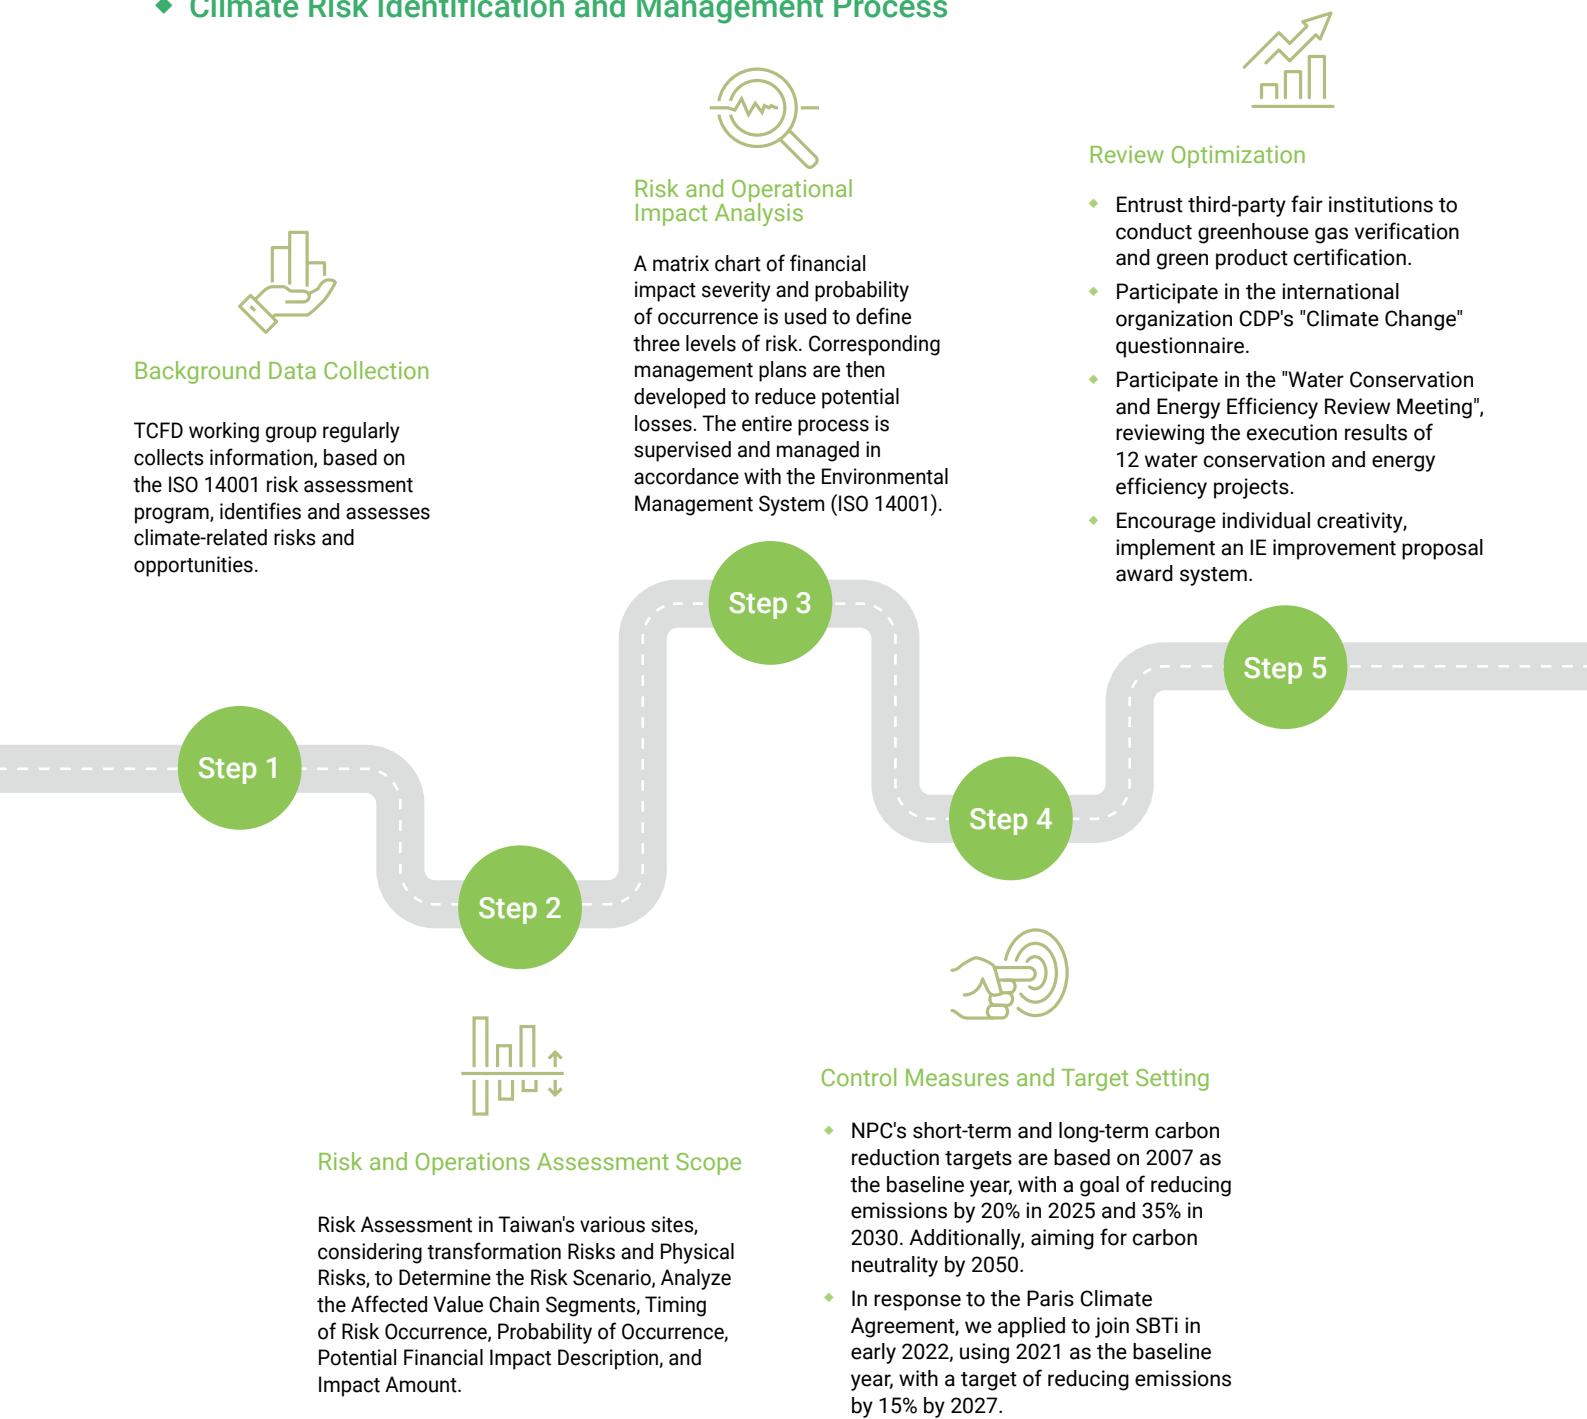 Climate Risk Identification and Management Process
Background Data Collection
TCFD working group regularly
collects information, based on
the ISO 14001 risk assessment
program, identifies and assesses
climate-related risks and
opportunities.
Step 1
Step 2
Risk and Operations Assessment Scope
Risk Assessment in Taiwan's various sites,
considering transformation Risks and Physical
Risks, to Determine the Risk Scenario, Analyze
the Affected Value Chain Segments, Timing
of Risk Occurrence, Probability of Occurrence,
Potential Financial Impact Description, and
Impact Amount.
Risk and Operational
Impact Analysis
A matrix chart of financial
impact severity and probability
of occurrence is used to define
three levels of risk. Corresponding
management plans are then
developed to reduce potential
losses. The entire process is
supervised and managed in
accordance with the Environmental
Management System (ISO 14001).
Step 3
Step 4
Control Measures and Target Setting
NPC's short-term and long-term carbon
reduction targets are based on 2007 as
the baseline year, with a goal of reducing
emissions by 20% in 2025 and 35% in
2030. Additionally, aiming for carbon
neutrality by 2050.
In response to the Paris Climate
Agreement, we applied to join SBTi in
early 2022, using 2021 as the baseline
year, with a target of reducing emissions
by 15% by 2027.
Review Optimization
Entrust third-party fair institutions to
conduct greenhouse gas verification
and green product certification.
Participate in the international
organization CDP's "Climate Change"
questionnaire.
Participate in the "Water Conservation
and Energy Efficiency Review Meeting",
reviewing the execution results of
12 water conservation and energy
efficiency projects.
Encourage individual creativity,
implement an IE improvement proposal
award system.
Step 5